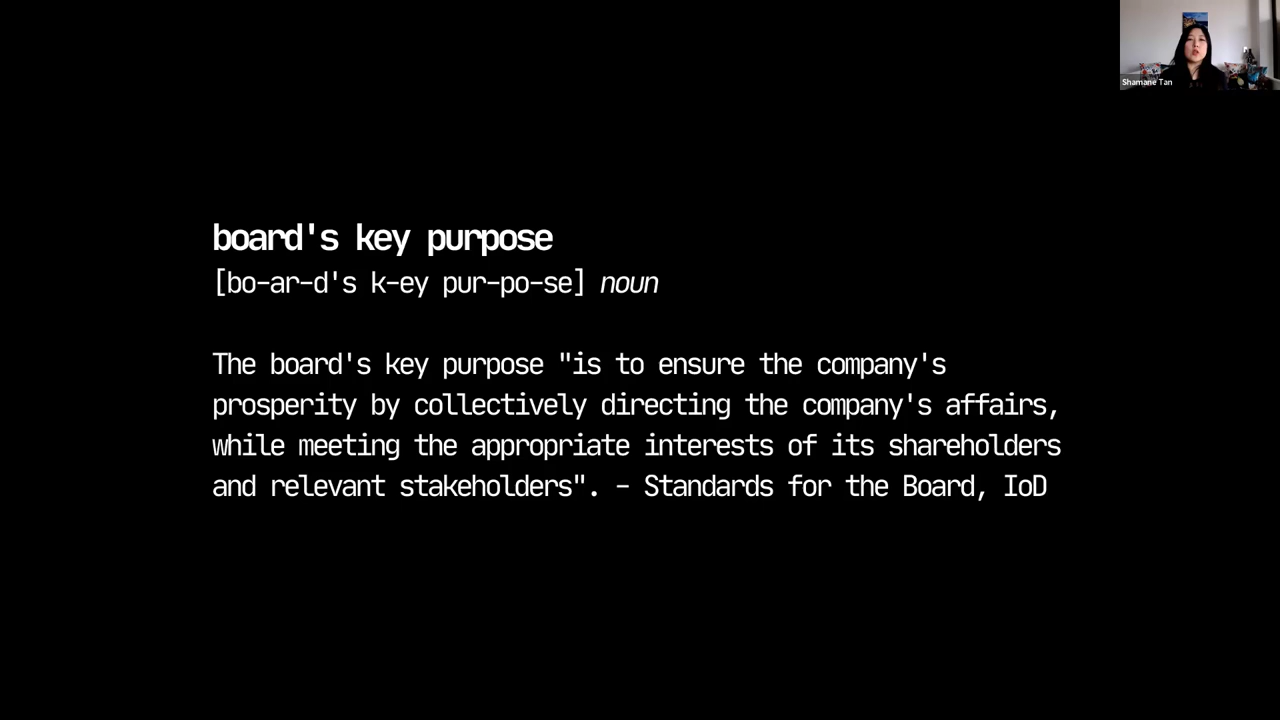 Shamane Tan
board's key purpose
[bo-ar-d's k-ey pur-po-se] noun
The board's key purpose "is to ensure the company's
prosperity by collectively directing the company's affairs,
while meeting the appropriate interests of its shareholders
and relevant stakeholders". - Standards for the Board, IoD